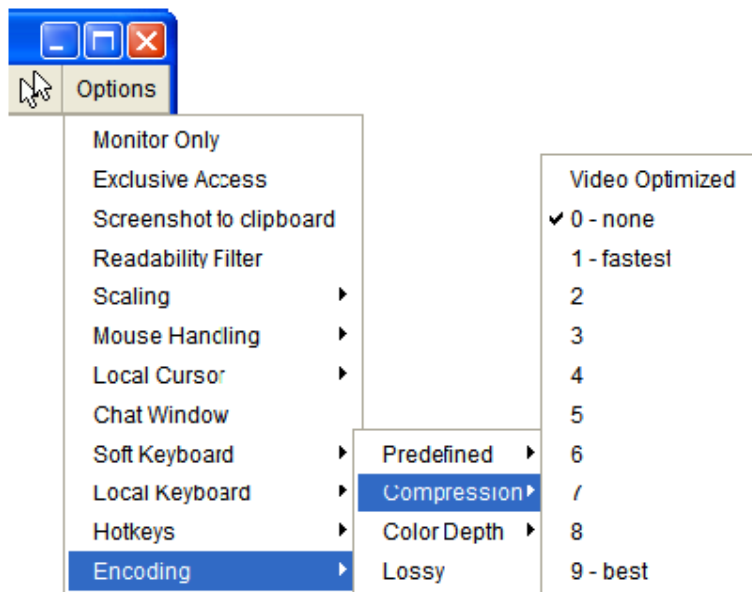 Options
Monitor Only
Exclusive Access
Screenshot to clipboard
Readability Filter
Scaling
Mouse Handling
Local Cursor
Chat Window
Soft Keyboard
Local Keyboard
Hotkeys
Encoding
Predefined
Compression
Color Depth
Lossy
Video Optimized
0 - none
1 - fastest
2
3
4
5
6
7
8
9 - best